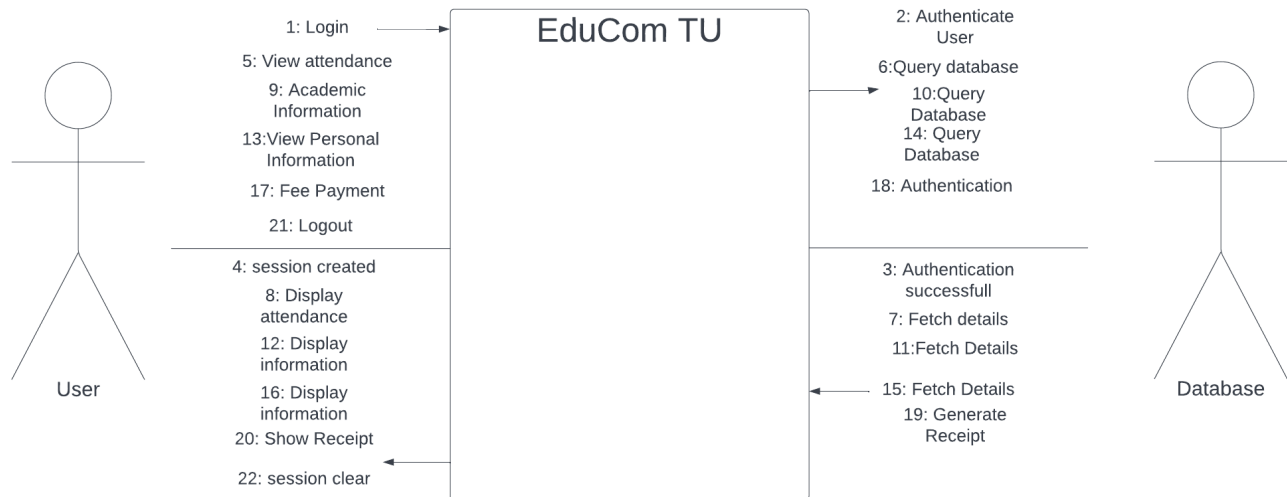 EduCom TU
1: Login
5: View attendance
9: Academic
Information
13:View Personal
Information
17: Fee Payment
21: Logout
4: session created
8: Display
attendance
12: Display
information
16: Display
information
20: Show Receipt
22: session clear
User
2: Authenticate
User
6:Query database
10:Query
Database
14: Query
Database
18: Authentication
3: Authentication
successfull
7: Fetch details
11:Fetch Details
15: Fetch Details
19: Generate
Receipt
Database